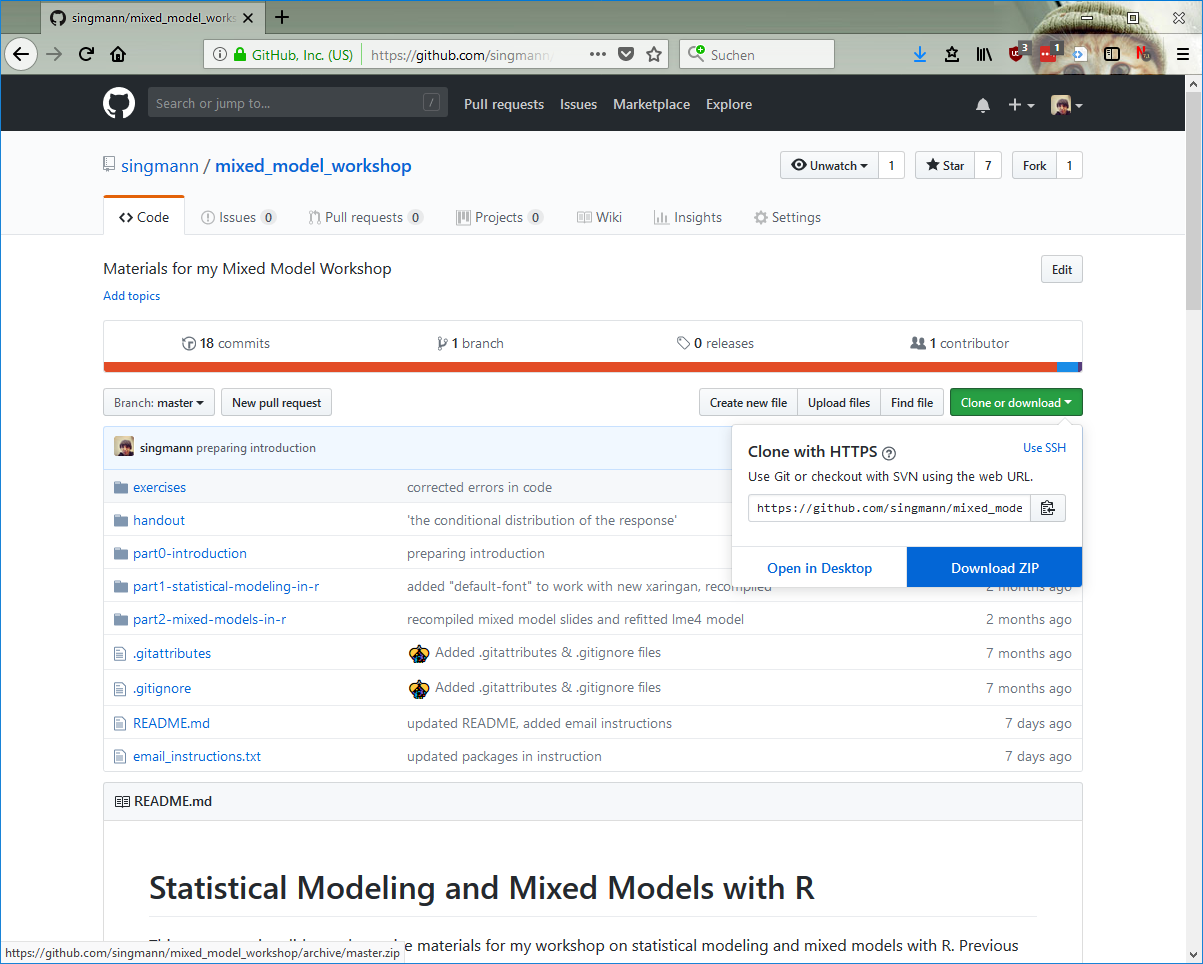 singmann/mixed_model_works
GitHub, Inc. (US) https://github.com/singmann/ Suchen 3 1
Search or jump to... / Pull requests Issues Marketplace Explore
singmann / mixed_model_workshop Unwatch 1 Star 7 Fork 1
Code Issues 0 Pull requests 0 Projects 0 Wiki Insights Settings
Materials for my Mixed Model Workshop Edit
Add topics
18 commits 1 branch 0 releases 1 contributor
Branch: master New pull request Create new file Upload files Find file Clone or download
singmann preparing introduction
Clone with HTTPS ? Use SSH
Use Git or checkout with SVN using the web URL.
https://github.com/singmann/mixed_mode
Open in Desktop Download ZIP
exercises corrected errors in code
handout 'the conditional distribution of the response'
part0-introduction preparing introduction
part1-statistical-modeling-in-r added "default-font" to work with new xaringan, recompiled 2 months ago
part2-mixed-models-in-r recompiled mixed model slides and refitted lme4 model 2 months ago
.gitattributes Added .gitattributes & .gitignore files 7 months ago
.gitignore Added .gitattributes & .gitignore files 7 months ago
README.md updated README, added email instructions 7 days ago
email_instructions.txt updated packages in instruction 7 days ago
README.md
Statistical Modeling and Mixed Models with R
materials for my workshop on statistical modeling and mixed models with R. Previous
https://github.com/singmann/mixed_model_workshop/archive/master.zip